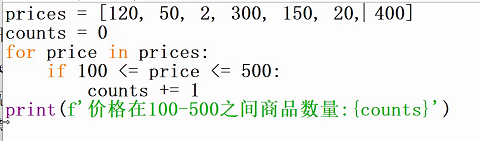 prices = [120, 50, 2, 300, 150, 20, 400]
counts = 0
for price in prices:
    if 100 <= price <= 500:
        counts += 1
print(f'价格在100-500之间商品数量:{counts}')